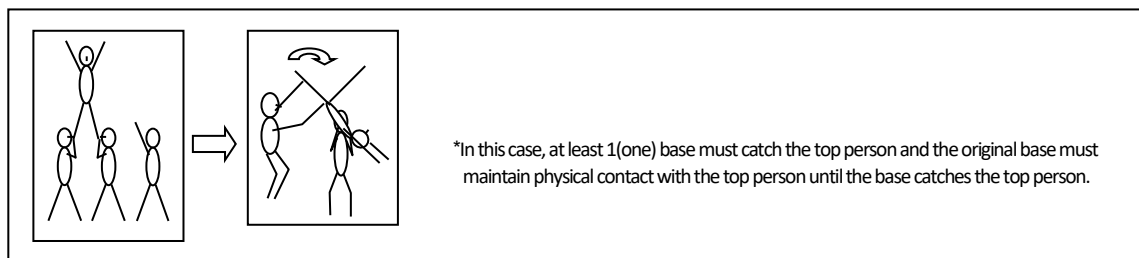 *In this case, at least 1(one) base must catch the top person and the original base must
maintain physical contact with the top person until the base catches the top person.